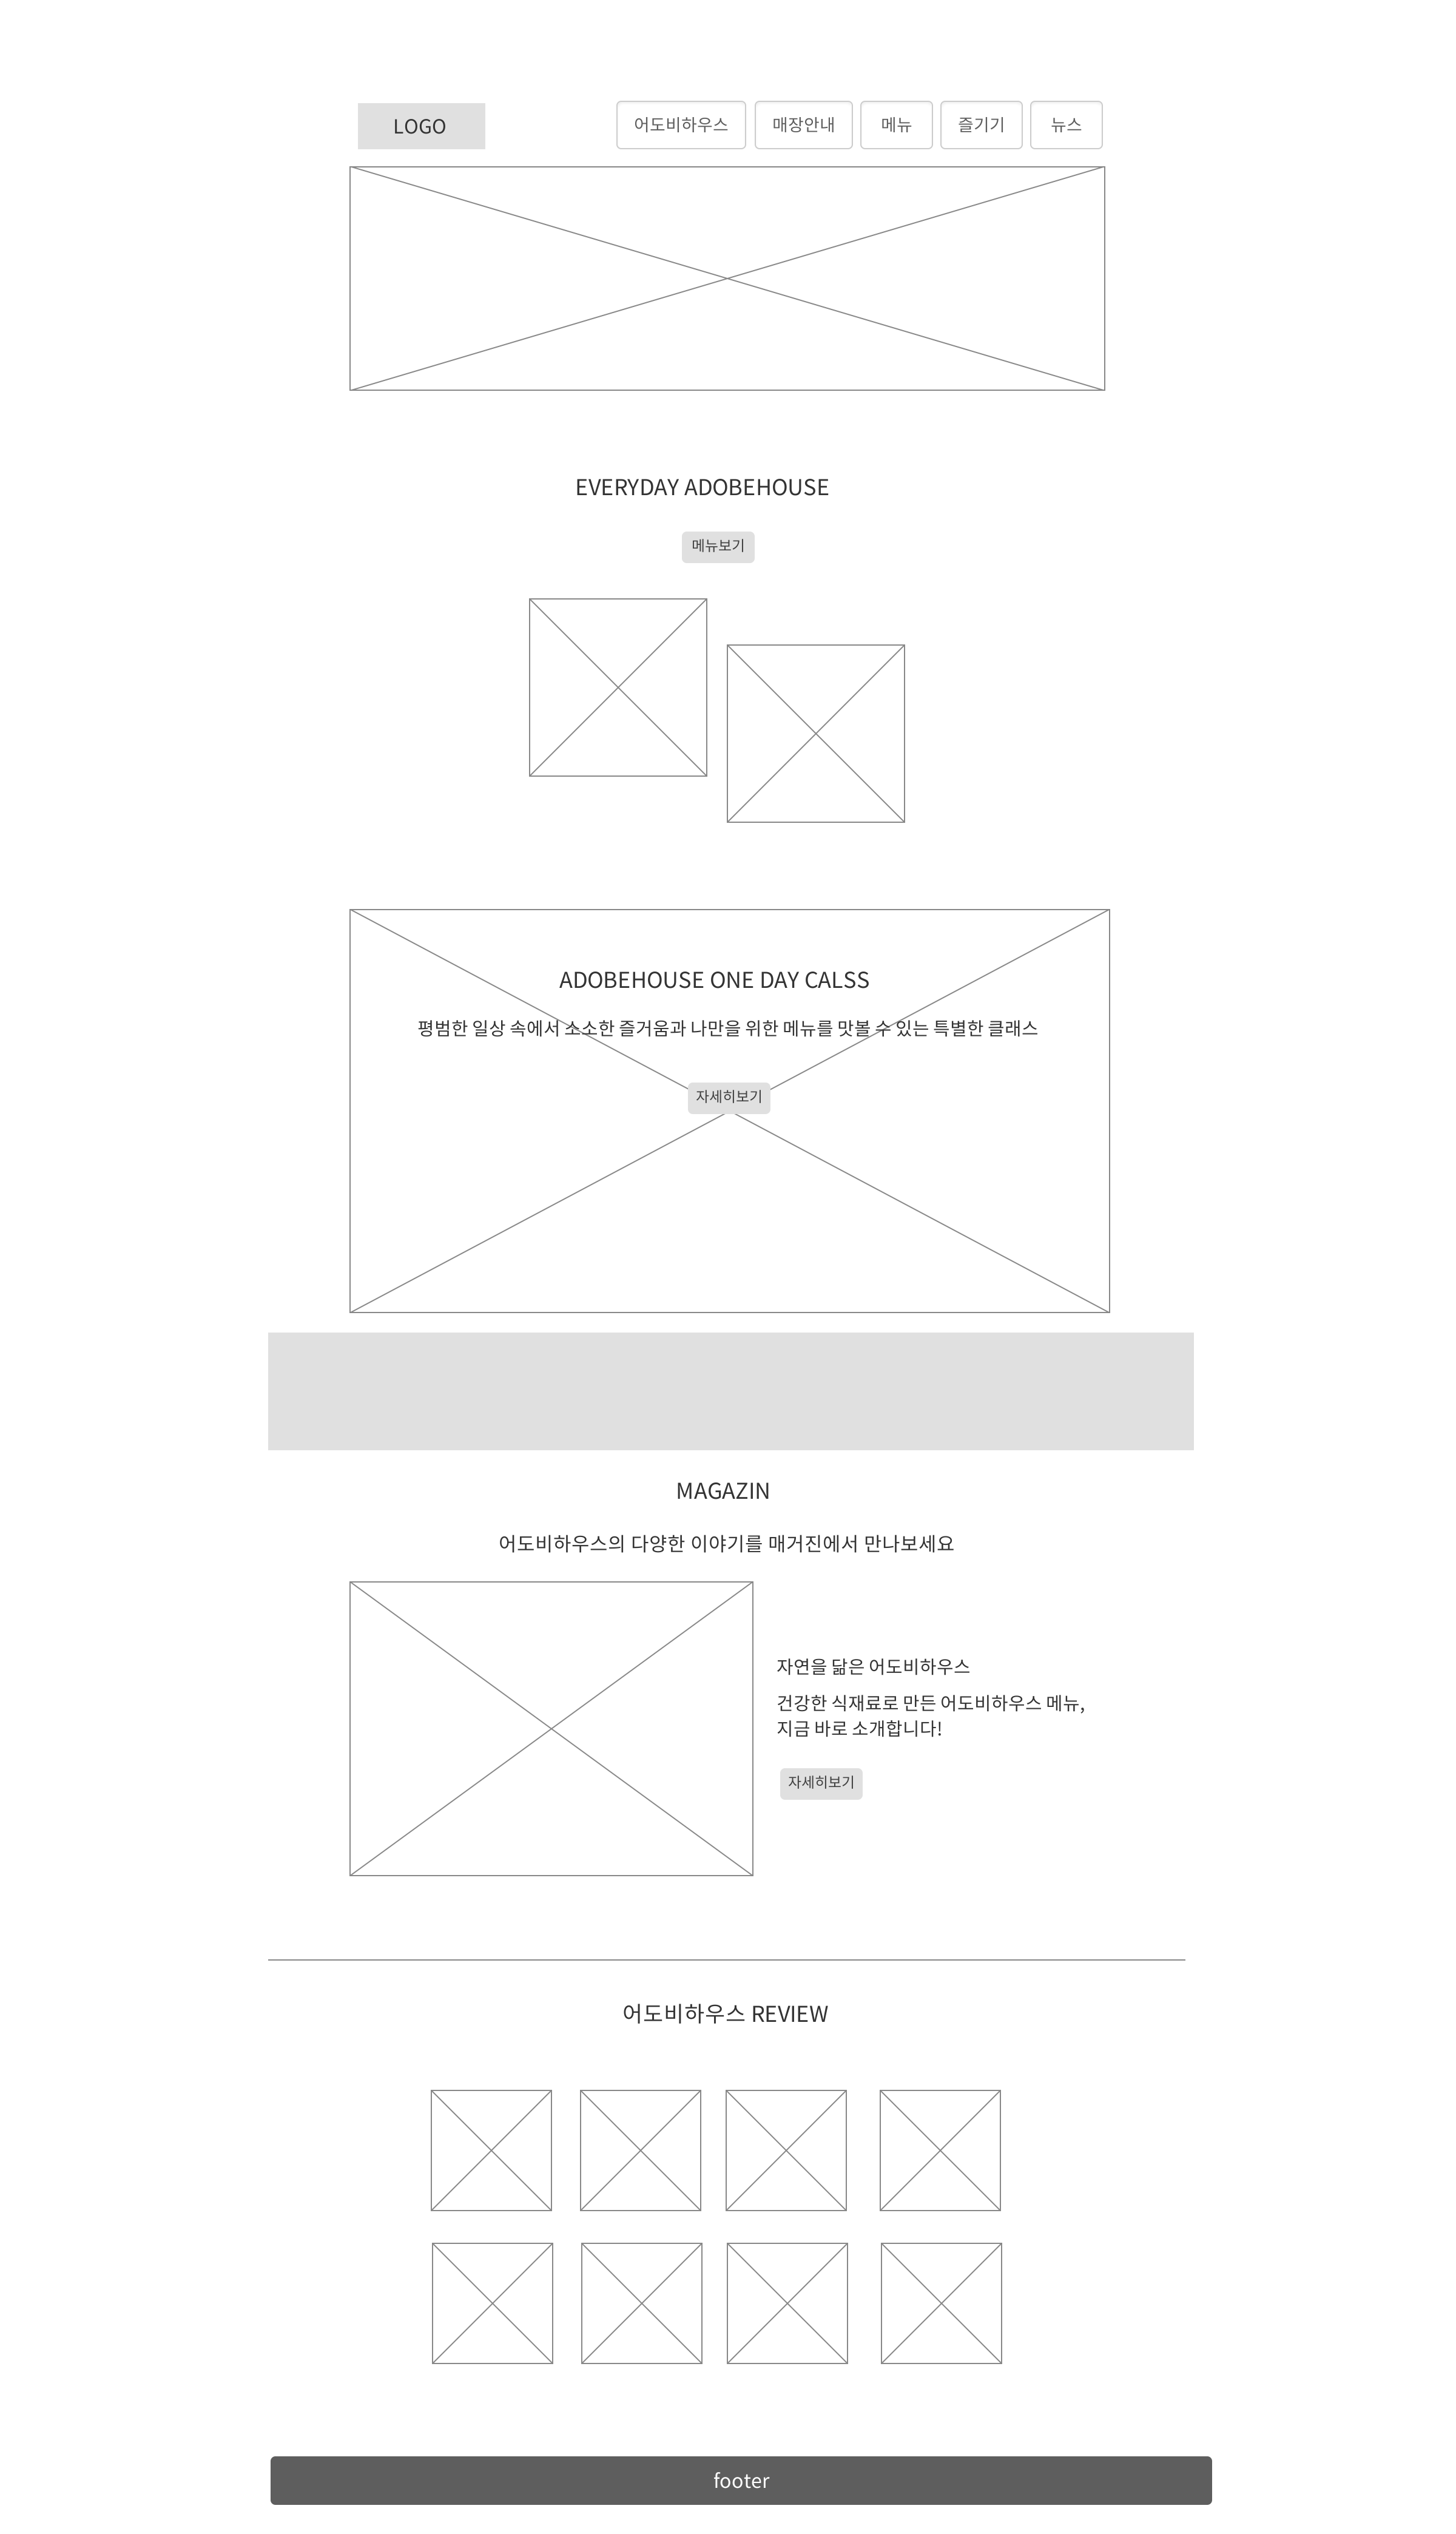 LOGO
어도비하우스
매장안내
메뉴
즐기기
뉴스
EVERYDAY ADOBEHOUSE
메뉴보기
ADOBEHOUSE ONE DAY CALSS
평범한 일상 속에서 소소한 즐거움과 나만을 위한 메뉴를 맛볼 수 있는 특별한 클래스
자세히보기
MAGAZIN
어도비하우스의 다양한 이야기를 매거진에서 만나보세요
자연을 닮은 어도비하우스
건강한 식재료로 만든 어도비하우스 메뉴,
지금 바로 소개합니다!
자세히보기
어도비하우스 REVIEW
footer